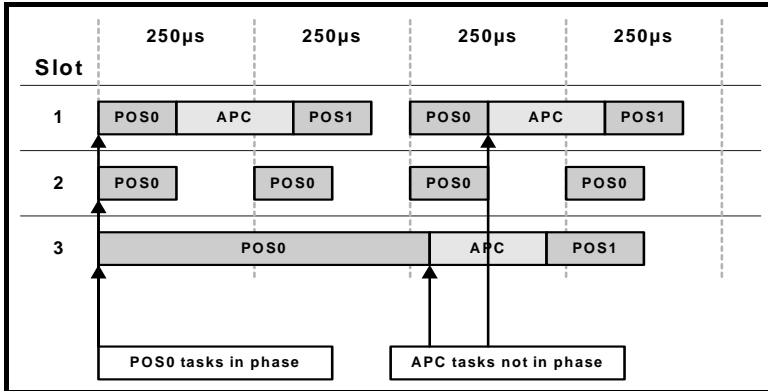 250µs 250µs 250µs 250µs
Slot
1 POS0 APC POS1 POS0 APC POS1
2 POS0 POS0 POS0 POS0
3 POS0 APC POS1
POS0 tasks in phase APC tasks not in phase